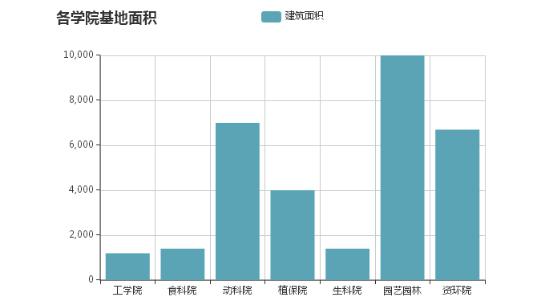 各学院基地面积
建筑面积
10,000
8,000
6,000
4,000
2,000
0
工学院 食科院 动科院 植保院 生科院 园艺园林 资环院